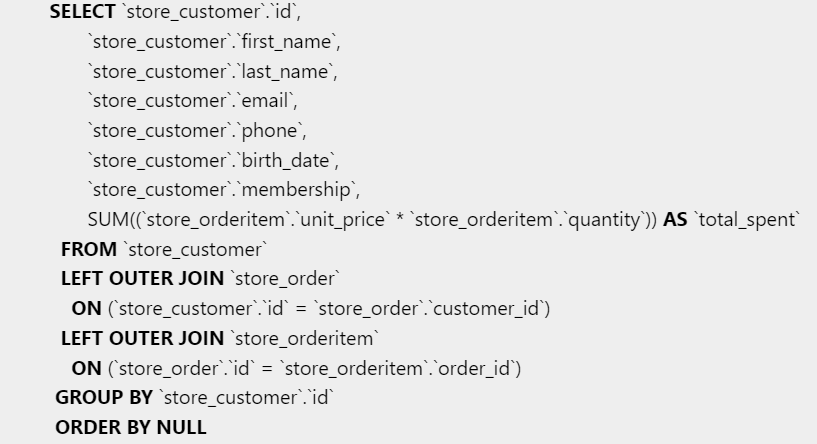 SELECT `store_customer`.`id`,
`store_customer`.`first_name`,
`store_customer`.`last_name`,
`store_customer`.`email`,
`store_customer`.`phone`,
`store_customer`.`birth_date`,
`store_customer`.`membership`,
SUM((`store_orderitem`.`unit_price` * `store_orderitem`.`quantity`)) AS `total_spent`
FROM `store_customer`
LEFT OUTER JOIN `store_order`
ON (`store_customer`.`id` = `store_order`.`customer_id`)
LEFT OUTER JOIN `store_orderitem`
ON (`store_order`.`id` = `store_orderitem`.`order_id`)
GROUP BY `store_customer`.`id`
ORDER BY NULL